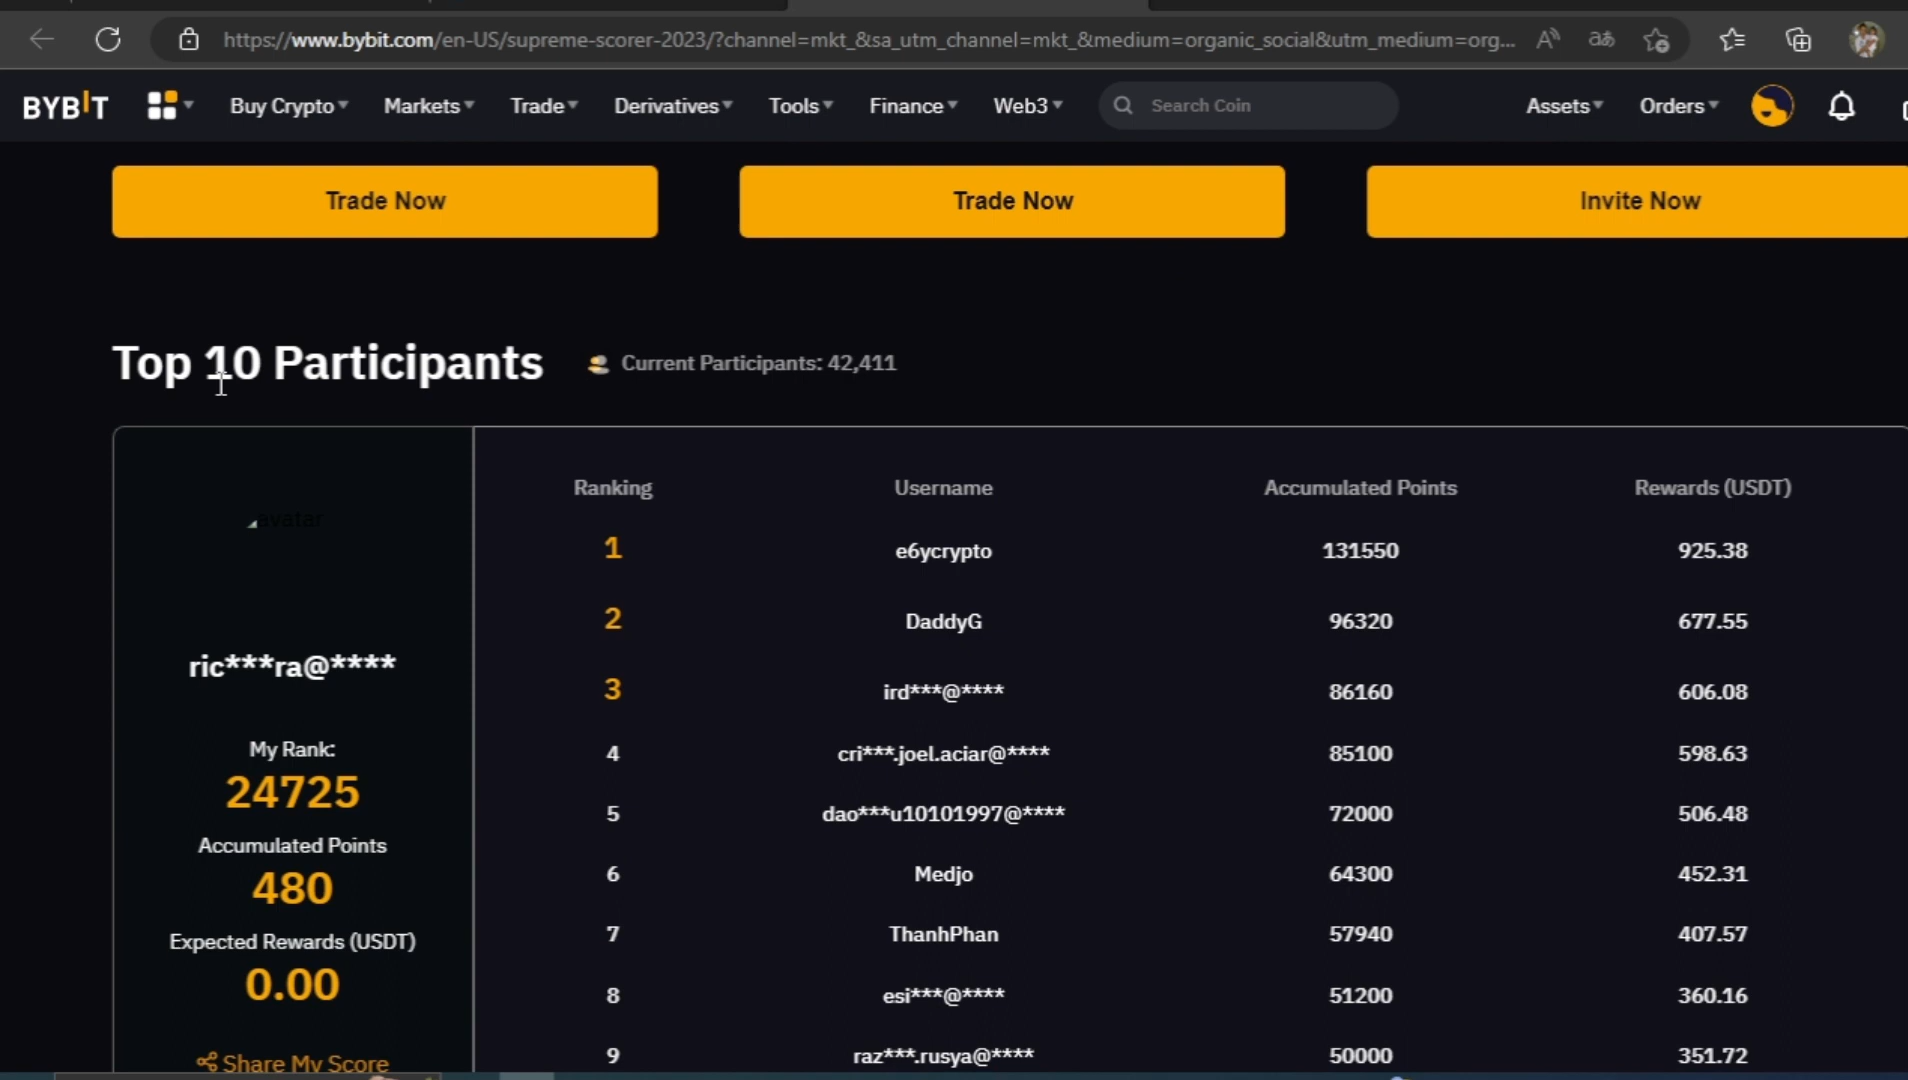 https://www.bybit.com/en-US/supreme-scorer-2023/?channel=mkt_&sa_utm_channel=mkt_&medium=organic_social&utm_medium=org...
BYBIT Buy Crypto Markets Trade Derivatives Tools Finance Web3 Search Coin Assets Orders
Trade Now Trade Now Invite Now
Top 10 Participants Current Participants: 42,411
avatar
ric***ra@****
My Rank:
24725
Accumulated Points
480
Expected Rewards (USDT)
0.00
Share My Score
Ranking Username Accumulated Points Rewards (USDT)
1 e6ycrypto 131550 925.38
2 DaddyG 96320 677.55
3 ird***@**** 86160 606.08
4 cri***.joel.aciar@**** 85100 598.63
5 dao***u10101997@**** 72000 506.48
6 Medjo 64300 452.31
7 ThanhPhan 57940 407.57
8 esi***@**** 51200 360.16
9 raz***.rusya@**** 50000 351.72